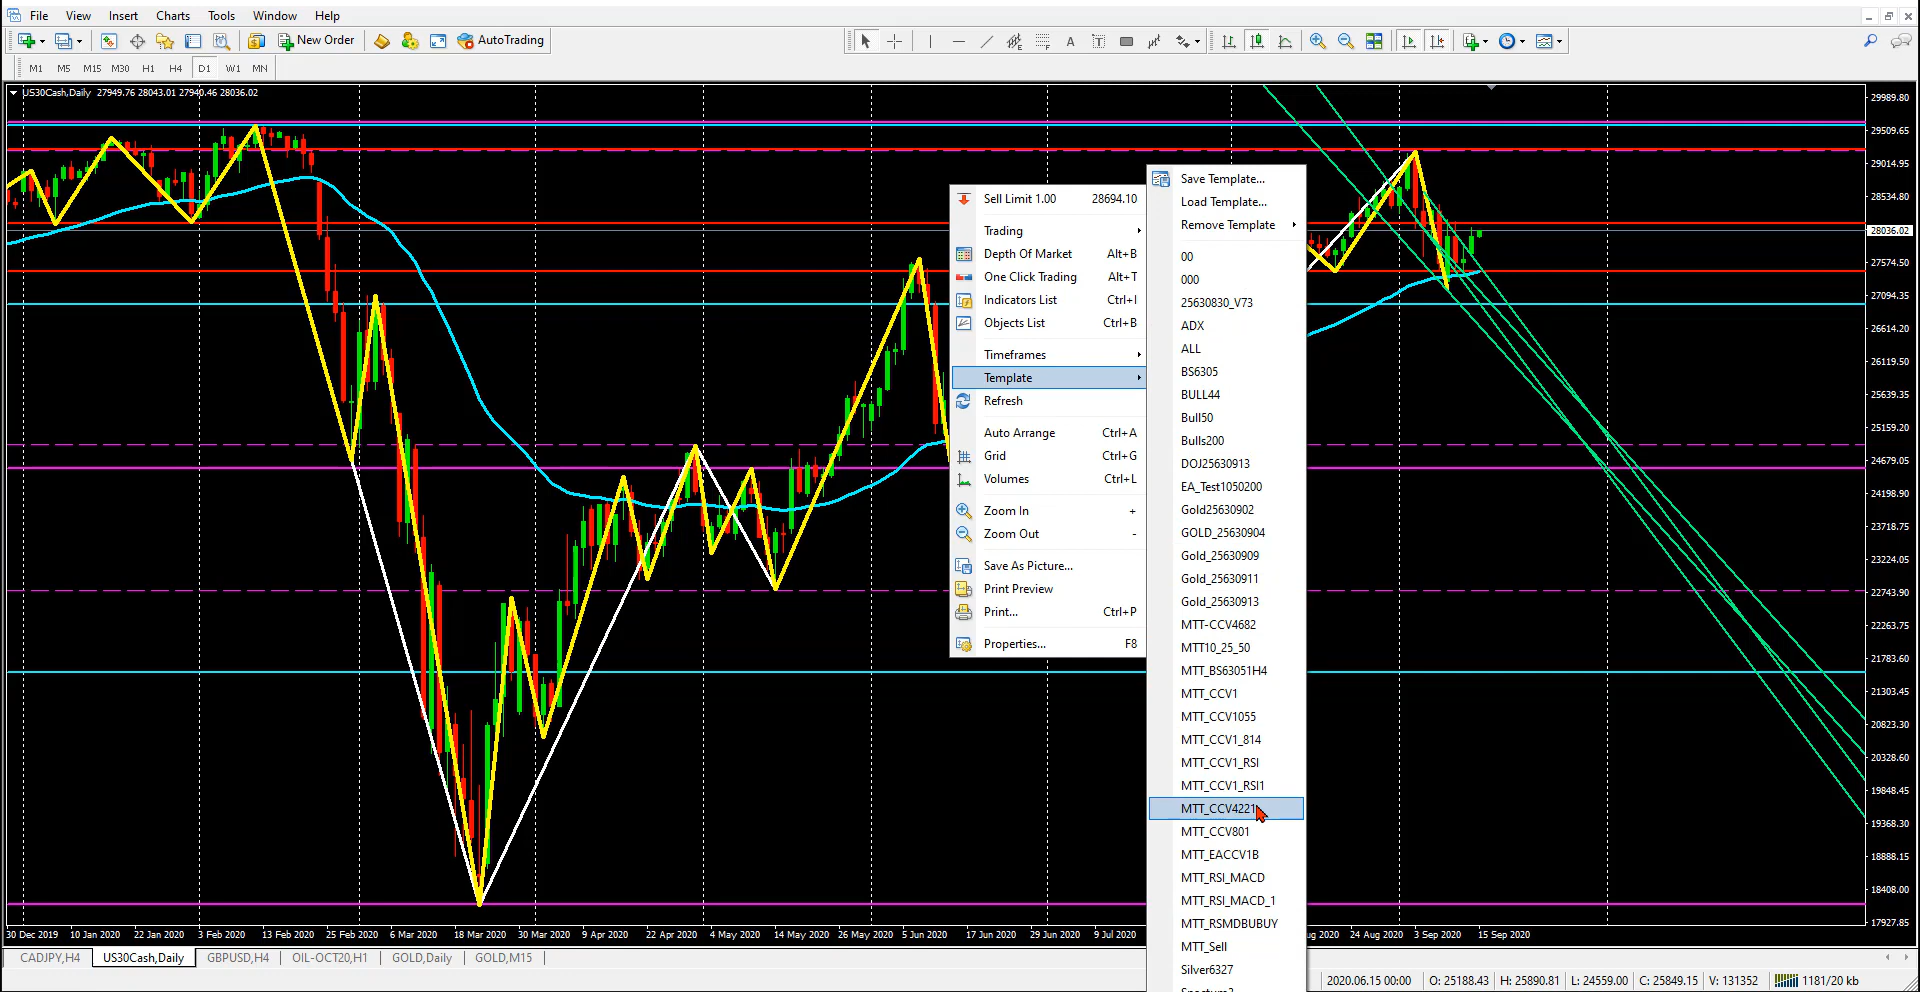 File View Insert Charts Tools Window Help
New Order AutoTrading
M1 M5 M15 M30 H1 H4 D1 W1 MN
US30Cash,Daily 27949.76 28043.01 27940.46 28036.02
Sell Limit 1.00 28694.10
Trading
Depth Of Market Alt+B
One Click Trading Alt+T
Indicators List Ctrl+I
Objects List Ctrl+B
Timeframes
Template
Refresh
Auto Arrange Ctrl+A
Grid Ctrl+G
Volumes Ctrl+L
Zoom In +
Zoom Out -
Save As Picture...
Print Preview
Print... Ctrl+P
Properties... F8
Save Template...
Load Template...
Remove Template
00
000
25630830_V73
ADX
ALL
BS6305
BULL44
Bull50
Bulls200
DOJ25630913
EA_Test1050200
Gold25630902
GOLD_25630904
Gold_25630909
Gold_25630911
Gold_25630913
MTT-CCV4682
MTT10_25_50
MTT_BS63051H4
MTT_CCV1
MTT_CCV1055
MTT_CCV1_814
MTT_CCV1_RSI
MTT_CCV1_RSI1
MTT_CCV4221
MTT_CCV801
MTT_EACCV1B
MTT_RSI_MACD
MTT_RSI_MACD_1
MTT_RSMDBUBUY
MTT_Sell
Silver6327
29989.80
29509.65
29014.95
28534.80
28036.02
27574.50
27094.35
26614.20
26119.50
25639.35
25159.20
24679.05
24198.90
23718.75
23224.05
22743.90
22263.75
21783.60
21303.45
20823.30
20328.60
19848.45
19368.30
18888.15
18408.00
17927.85
30 Dec 2019 10 Jan 2020 22 Jan 2020 3 Feb 2020 13 Feb 2020 25 Feb 2020 6 Mar 2020 18 Mar 2020 30 Mar 2020 9 Apr 2020 22 Apr 2020 4 May 2020 14 May 2020 26 May 2020 5 Jun 2020 17 Jun 2020 29 Jun 2020 9 Jul 2020 2020 24 Aug 2020 3 Sep 2020 15 Sep 2020
CADJPY,H4 US30Cash,Daily GBPUSD,H4 OIL-OCT20,H1 GOLD,Daily GOLD,M15
2020.06.15 00:00 O: 25188.43 H: 25890.81 L: 24559.00 C: 25849.15 V: 131352 1181/20 kb